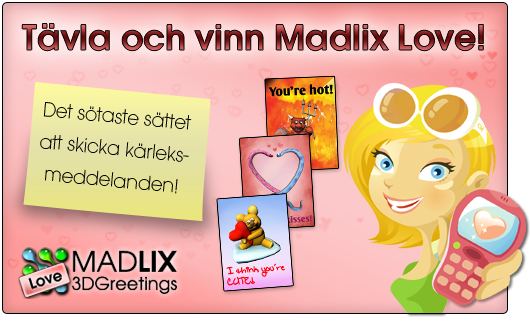 Tävla och vinn Madlix Love!
Det sötaste sättet
att skicka kärleks-
meddelanden!
You're hot!
kisses!
I think you're
CUTE!
Love
MADLIX
3DGreetings